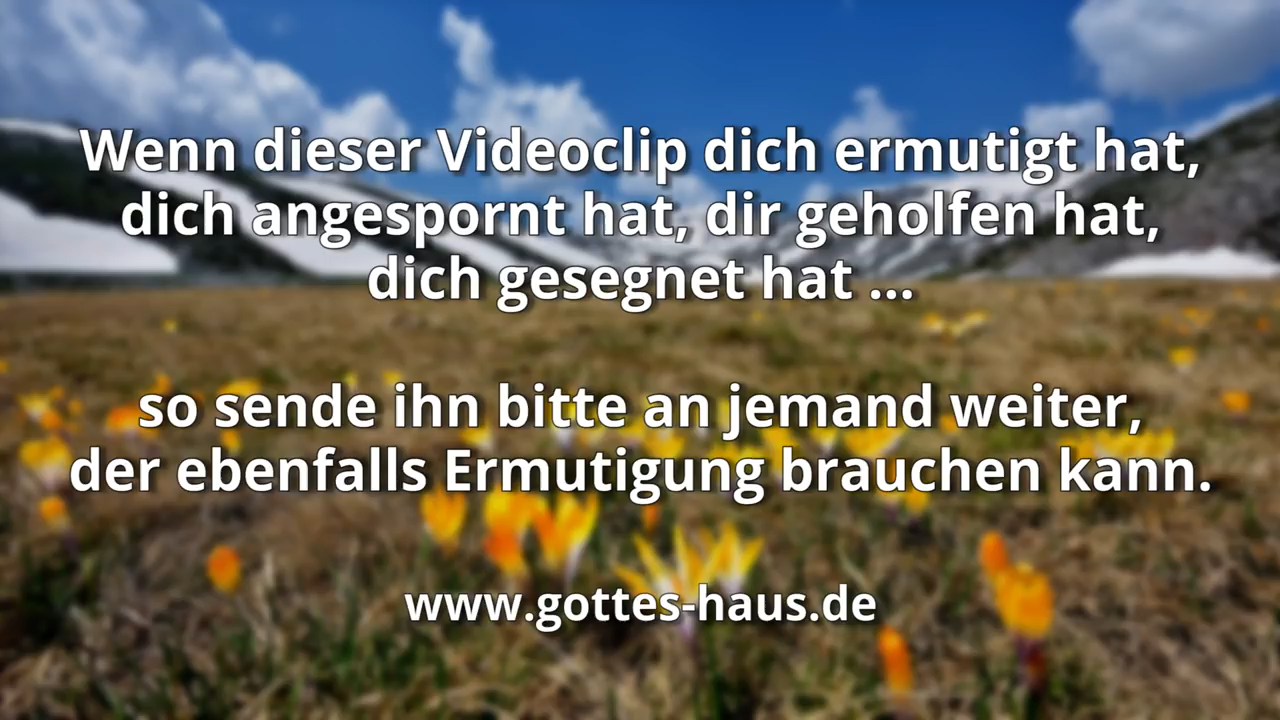 Wenn dieser Videoclip dich ermutigt hat,
dich angespornt hat, dir geholfen hat,
dich gesegnet hat ...
so sende ihn bitte an jemand weiter,
der ebenfalls Ermutigung brauchen kann.
www.gottes-haus.de